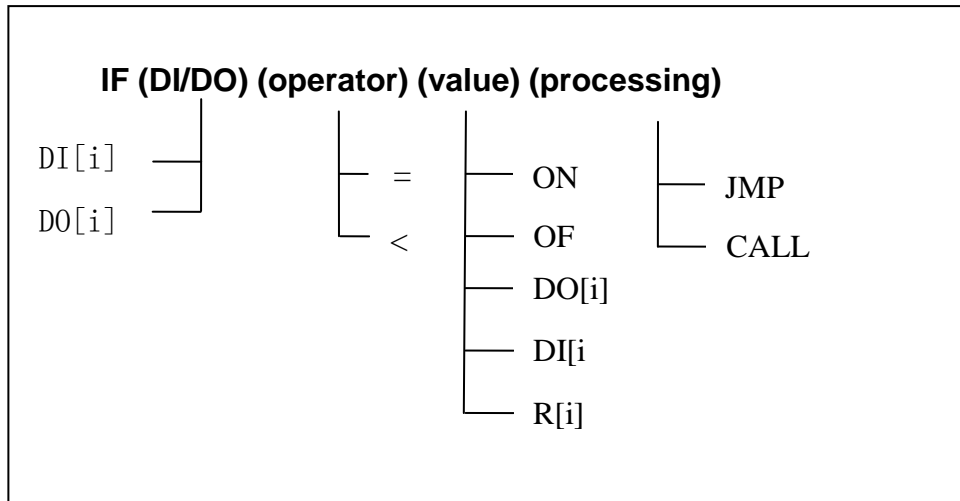 IF (DI/DO) (operator) (value) (processing)
DI[i]
DO[i]
=
<
ON
OF
DO[i]
DI[i
R[i]
JMP
CALL